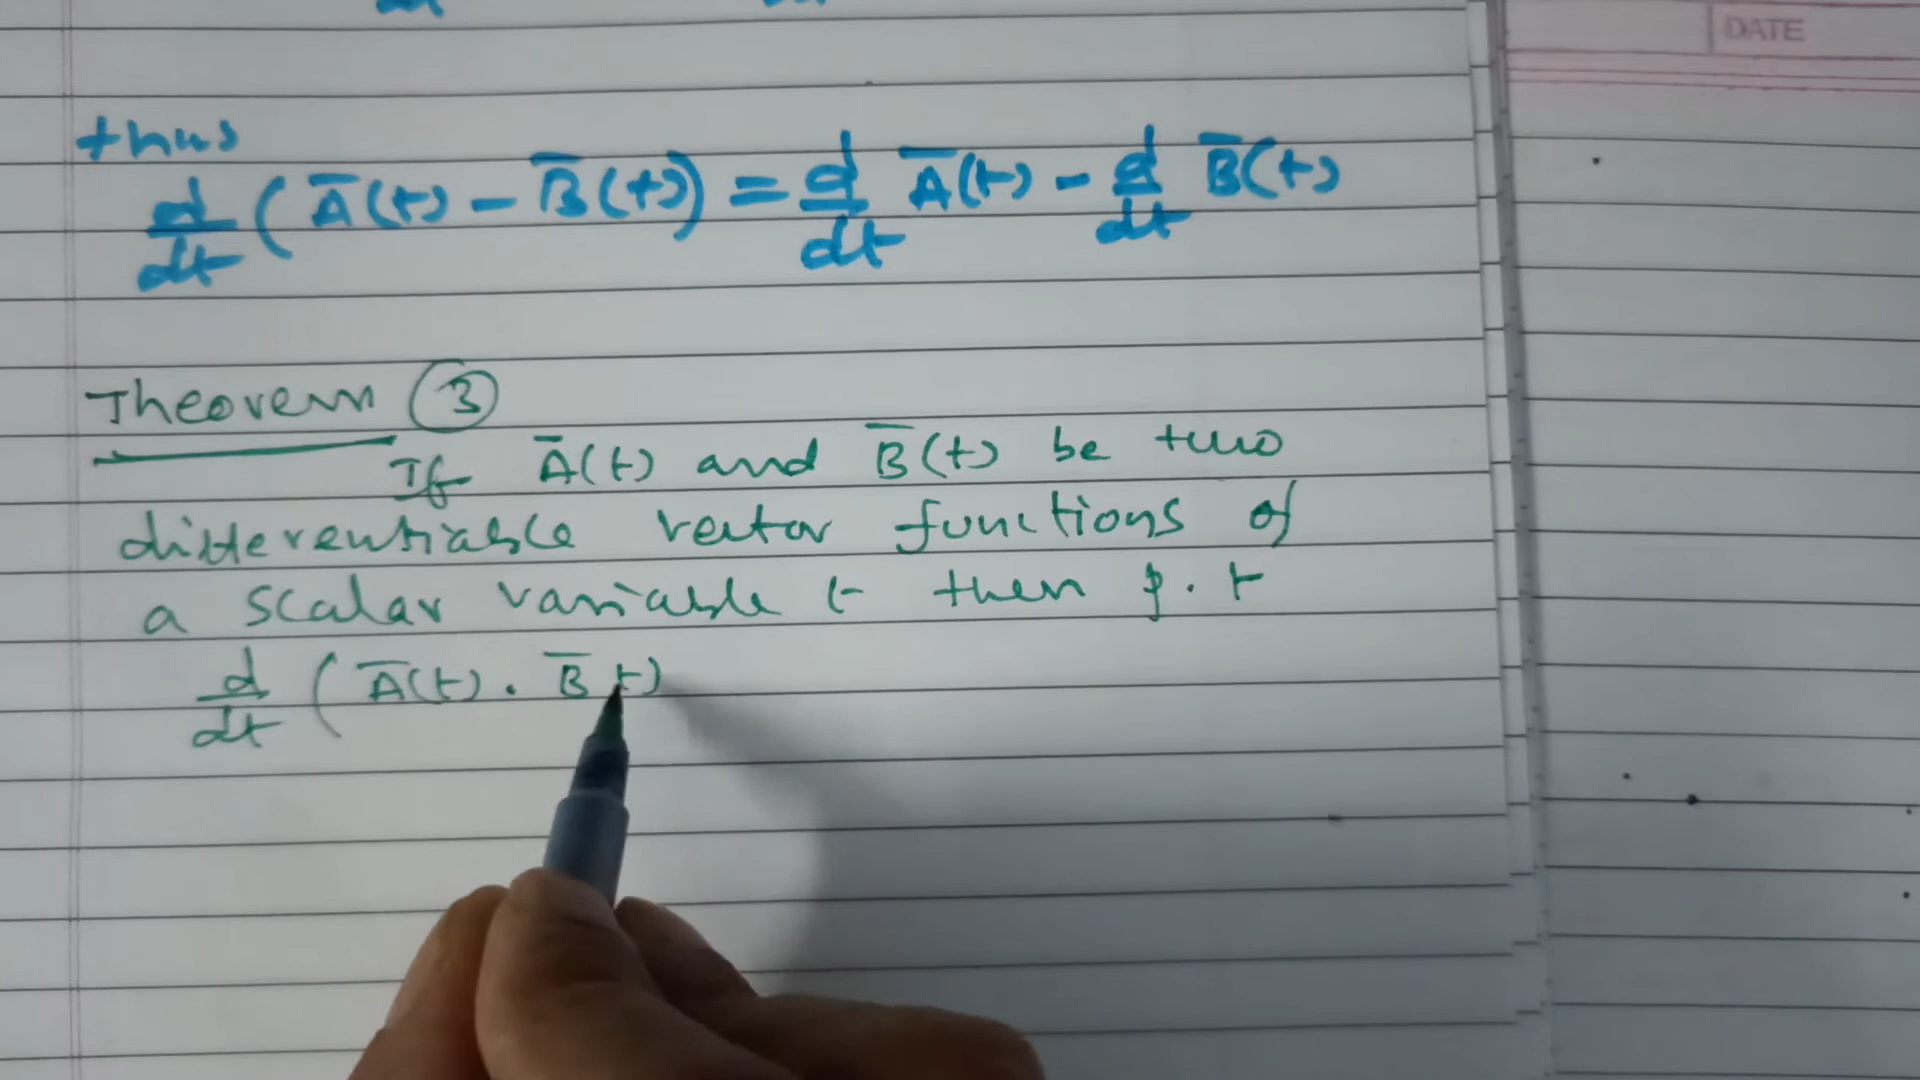 DATE
thus
d/dt ( A̅(t) - B̅(t) ) = d/dt A̅(t) - d/dt B̅(t)
Theorem ③
If A̅(t) and B̅(t) be two
differentiable vector functions of
a scalar variable t then p.t
d/dt ( A̅(t) . B̅ t)